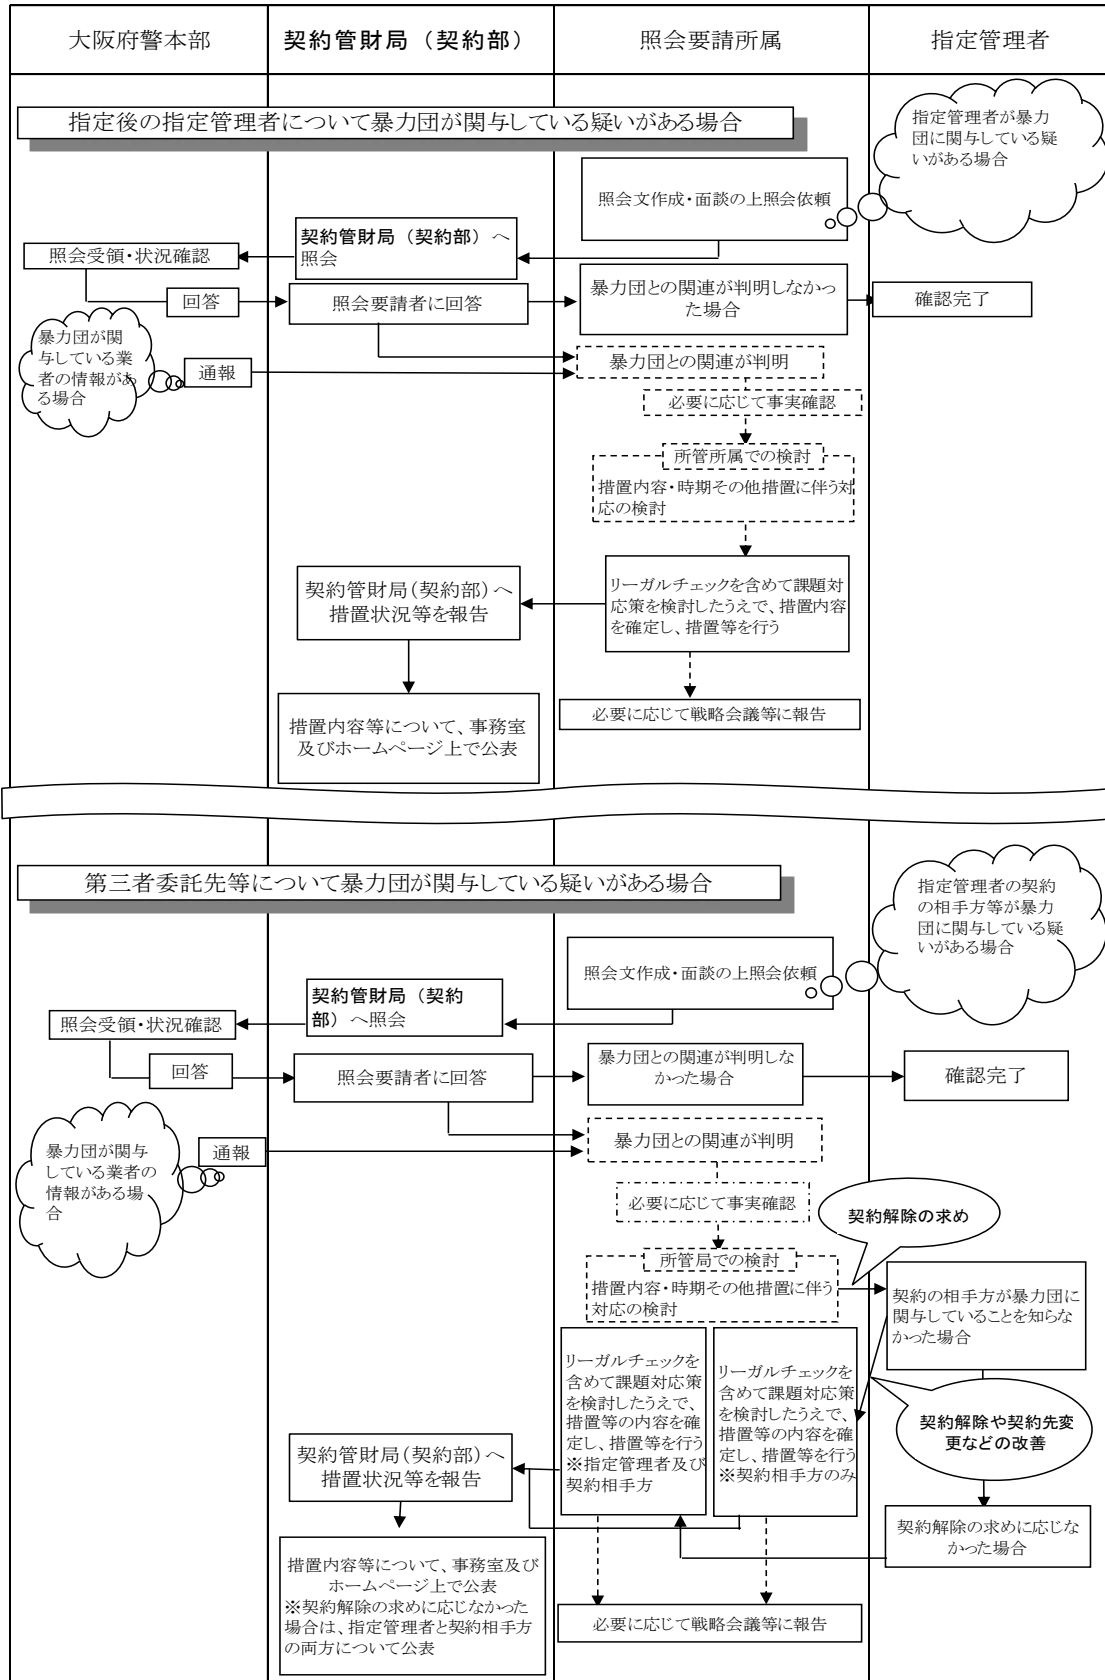 大阪府警本部
契約管財局（契約部）
照会要請所属
指定管理者
指定後の指定管理者について暴力団が関与している疑いがある場合
指定管理者が暴力
団に関与している疑
いがある場合
照会文作成・面談の上照会依頼
契約管財局（契約部）へ
照会
照会受領・状況確認
回答
照会要請者に回答
暴力団との関連が判明しなかっ
た場合
確認完了
暴力団が関
与している業
者の情報があ
る場合
通報
暴力団との関連が判明
必要に応じて事実確認
所管所属での検討
措置内容・時期その他措置に伴う対
応の検討
リーガルチェックを含めて課題対
応策を検討したうえで、措置内容
を確定し、措置等を行う
契約管財局(契約部)へ
措置状況等を報告
措置内容等について、事務室
及びホームページ上で公表
必要に応じて戦略会議等に報告
第三者委託先等について暴力団が関与している疑いがある場合
指定管理者の契約
の相手方等が暴力
団に関与している疑
いがある場合
照会文作成・面談の上照会依頼
契約管財局（契約
部）へ照会
照会受領・状況確認
回答
照会要請者に回答
暴力団との関連が判明しな
かった場合
確認完了
暴力団が関与
している業者の
情報がある場
合
通報
暴力団との関連が判明
必要に応じて事実確認
契約解除の求め
所管局での検討
措置内容・時期その他措置に伴う
対応の検討
契約の相手方が暴力団に
関与していることを知らな
かった場合
リーガルチェックを
含めて課題対応策
を検討したうえで、
措置等の内容を確
定し、措置等を行う
※指定管理者及び
契約相手方
リーガルチェックを
含めて課題対応策
を検討したうえで、
措置等の内容を確
定し、措置等を行う
※契約相手方のみ
契約解除や契約先変
更などの改善
契約管財局(契約部)へ
措置状況等を報告
契約解除の求めに応じな
かった場合
措置内容等について、事務室及び
ホームページ上で公表
※契約解除の求めに応じなかった
場合は、指定管理者と契約相手方
の両方について公表
必要に応じて戦略会議等に報告